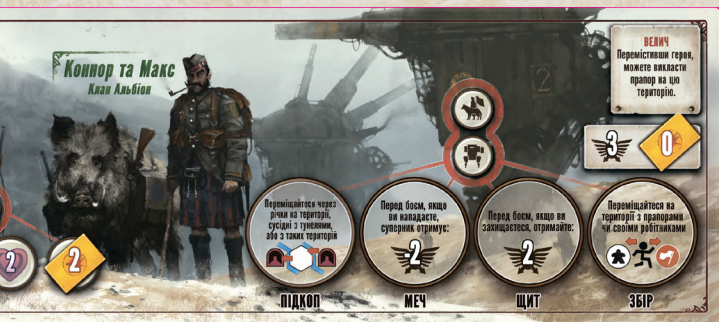 Коннор та Макс
Клан Альбіон
ВЕЛИЧ
Перемістивши героя,
можете викласти
прапор на цю
територію.
3
0
2
2
Переміщайтеся через
річки на території,
сусідні з тунелями,
або з таких територій
ПІДКОП
Перед боєм, якщо
ви нападаєте,
суперник отримує:
-2
МЕЧ
Перед боєм, якщо ви
захищаєтеся, отримайте:
2
ЩИТ
Переміщайтеся на
території з прапорами
чи своїми робітниками
ЗБІР
2